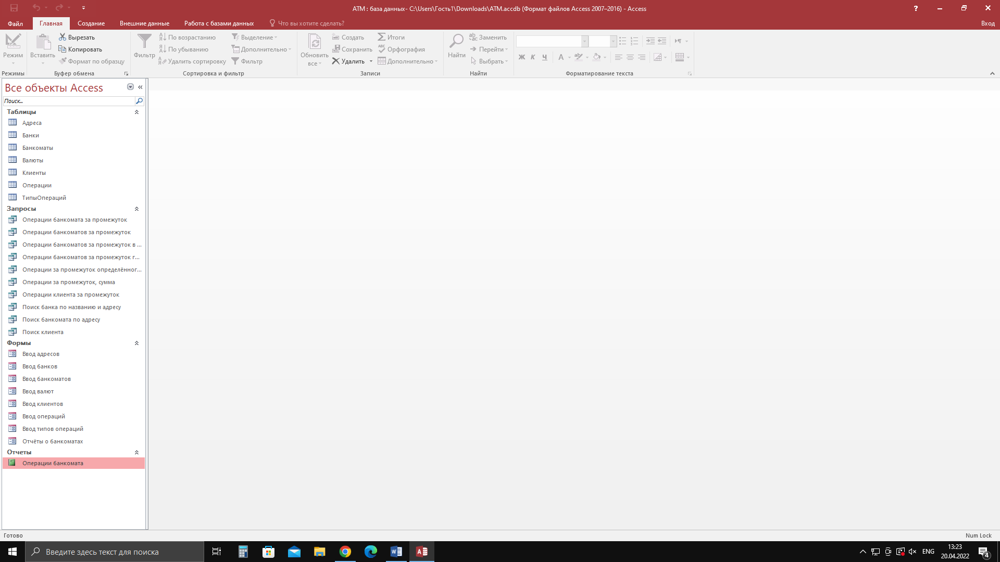 ATM : база данных- C:\Users\Гость1\Downloads\ATM.accdb (Формат файлов Access 2007–2016) - Access
Файл Главная Создание Внешние данные Работа с базами данных Что вы хотите сделать? Вход
Режим
Режимы
Вставить
Вырезать
Копировать
Формат по образцу
Буфер обмена
Фильтр
По возрастанию
По убыванию
Удалить сортировку
Выделение
Дополнительно
Фильтр
Сортировка и фильтр
Обновить
все
Создать
Сохранить
Удалить
Итоги
Орфография
Дополнительно
Записи
Найти
Заменить
Перейти
Выбрать
Найти
Ж К Ч
Форматирование текста
Все объекты Access
Поиск...
Таблицы
Адреса
Банки
Банкоматы
Валюты
Клиенты
Операции
ТипыОпераций
Запросы
Операции банкомата за промежуток
Операции банкоматов за промежуток
Операции банкоматов за промежуток в ...
Операции банкоматов за промежуток г...
Операции за промежуток определённог...
Операции за промежуток, сумма
Операции клиента за промежуток
Поиск банка по названию и адресу
Поиск банкомата по адресу
Поиск клиента
Формы
Ввод адресов
Ввод банков
Ввод банкоматов
Ввод валют
Ввод клиентов
Ввод операций
Ввод типов операций
Отчёты о банкоматах
Отчеты
Операции банкомата
Готово
Num Lock
Введите здесь текст для поиска
ENG
13:23
20.04.2022
4